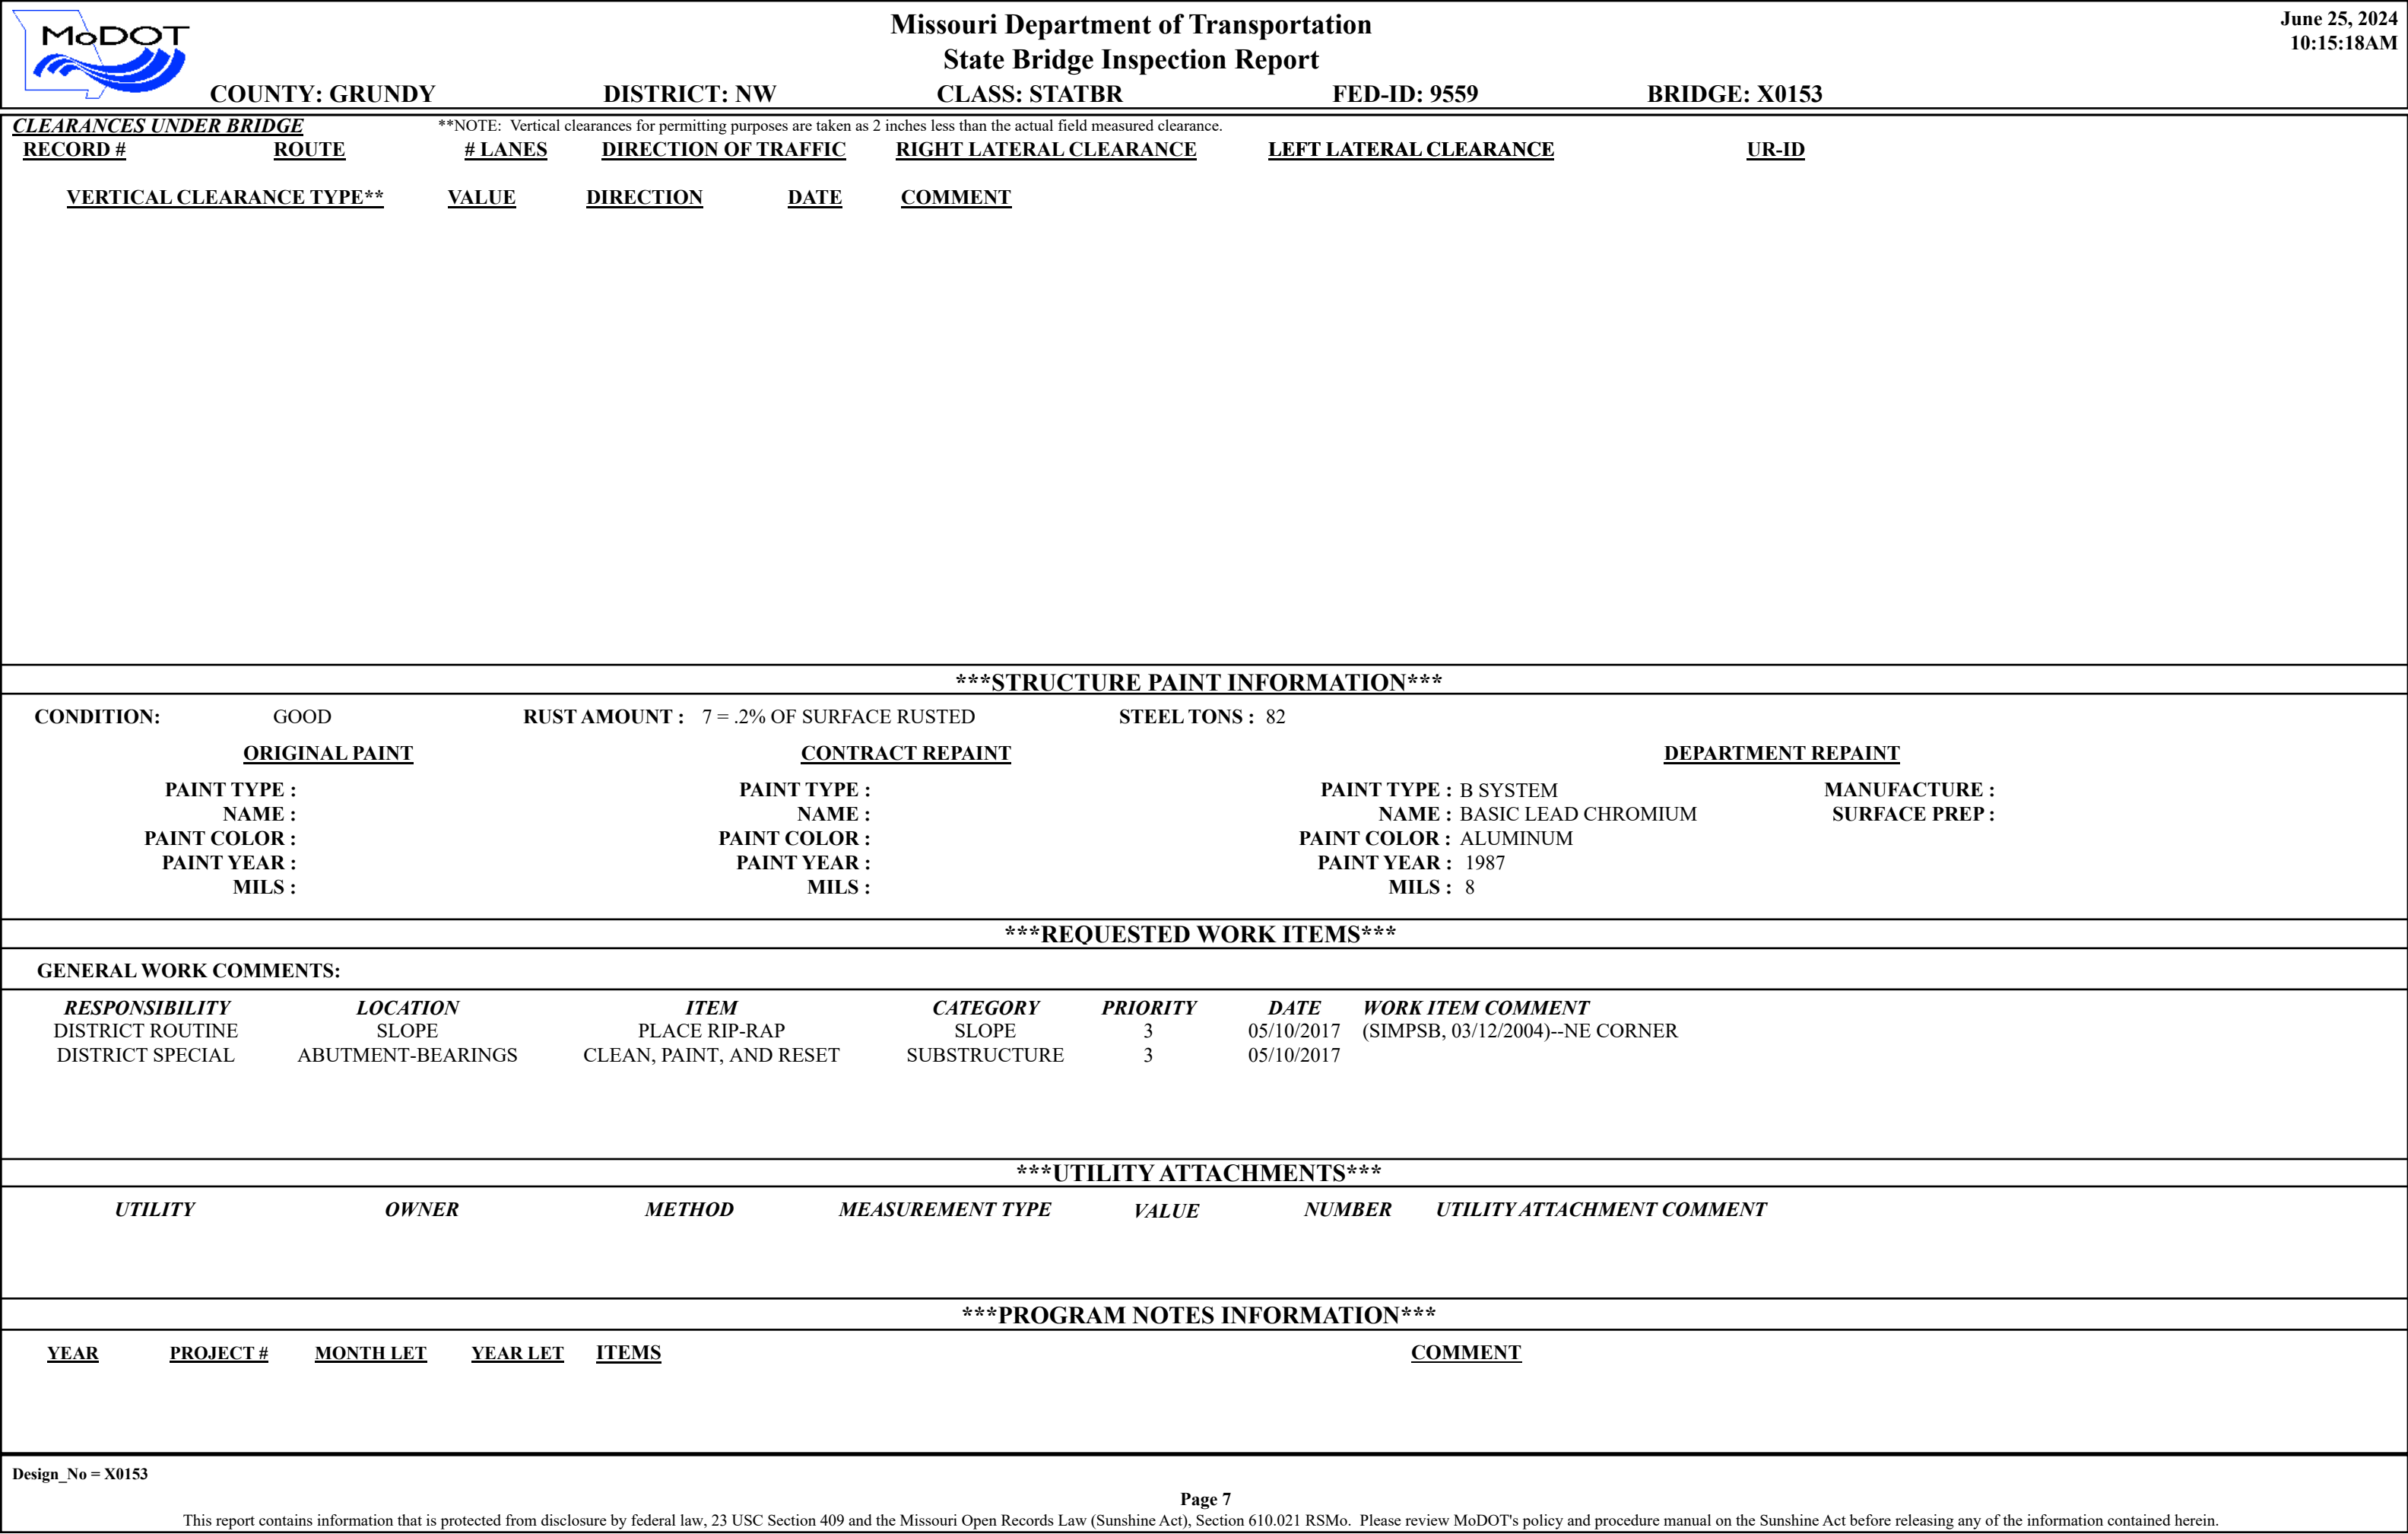 MoDOT
Missouri Department of Transportation
State Bridge Inspection Report
June 25, 2024
10:15:18AM
COUNTY: GRUNDY DISTRICT: NW CLASS: STATBR FED-ID: 9559 BRIDGE: X0153
CLEARANCES UNDER BRIDGE **NOTE: Vertical clearances for permitting purposes are taken as 2 inches less than the actual field measured clearance.
RECORD # ROUTE # LANES DIRECTION OF TRAFFIC RIGHT LATERAL CLEARANCE LEFT LATERAL CLEARANCE UR-ID
VERTICAL CLEARANCE TYPE** VALUE DIRECTION DATE COMMENT
***STRUCTURE PAINT INFORMATION***
CONDITION: GOOD RUST AMOUNT : 7 = .2% OF SURFACE RUSTED STEEL TONS : 82
ORIGINAL PAINT CONTRACT REPAINT DEPARTMENT REPAINT
PAINT TYPE : PAINT TYPE : PAINT TYPE : B SYSTEM MANUFACTURE :
NAME : NAME : NAME : BASIC LEAD CHROMIUM SURFACE PREP :
PAINT COLOR : PAINT COLOR : PAINT COLOR : ALUMINUM
PAINT YEAR : PAINT YEAR : PAINT YEAR : 1987
MILS : MILS : MILS : 8
***REQUESTED WORK ITEMS***
GENERAL WORK COMMENTS:
RESPONSIBILITY LOCATION ITEM CATEGORY PRIORITY DATE WORK ITEM COMMENT
DISTRICT ROUTINE SLOPE PLACE RIP-RAP SLOPE 3 05/10/2017 (SIMPSB, 03/12/2004)--NE CORNER
DISTRICT SPECIAL ABUTMENT-BEARINGS CLEAN, PAINT, AND RESET SUBSTRUCTURE 3 05/10/2017
***UTILITY ATTACHMENTS***
UTILITY OWNER METHOD MEASUREMENT TYPE VALUE NUMBER UTILITY ATTACHMENT COMMENT
***PROGRAM NOTES INFORMATION***
YEAR PROJECT # MONTH LET YEAR LET ITEMS COMMENT
Design_No = X0153
Page 7
This report contains information that is protected from disclosure by federal law, 23 USC Section 409 and the Missouri Open Records Law (Sunshine Act), Section 610.021 RSMo. Please review MoDOT's policy and procedure manual on the Sunshine Act before releasing any of the information contained herein.